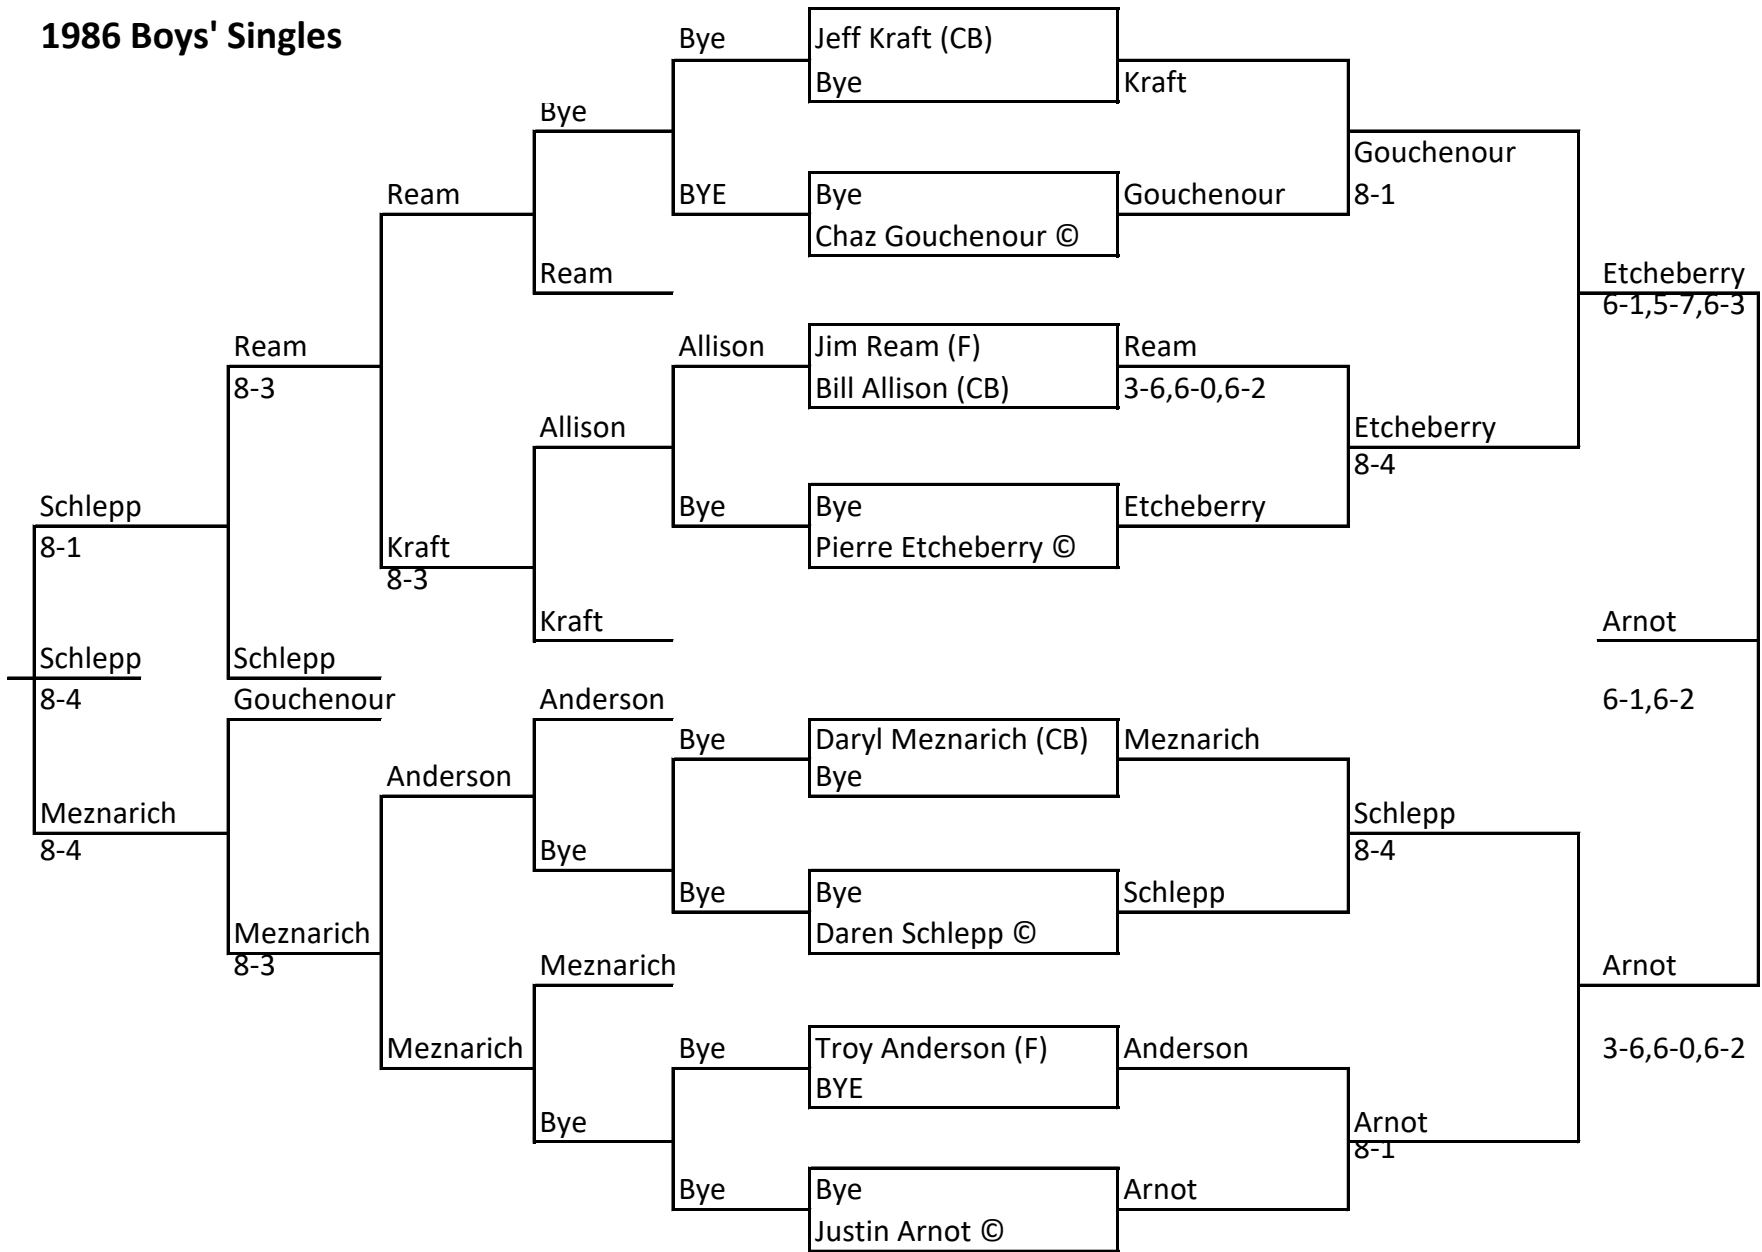 1986 Boys' Singles
Bye
Jeff Kraft (CB)
Bye
Kraft
Bye
Gouchenour
8-1
Ream
BYE
Bye
Chaz Gouchenour ©
Gouchenour
Ream
Etcheberry
6-1,5-7,6-3
Ream
8-3
Allison
Jim Ream (F)
Bill Allison (CB)
Ream
3-6,6-0,6-2
Allison
Etcheberry
8-4
Schlepp
8-1
Bye
Bye
Pierre Etcheberry ©
Etcheberry
Kraft
8-3
Kraft
Arnot
6-1,6-2
Schlepp
8-4
Schlepp
Gouchenour
Anderson
Bye
Daryl Meznarich (CB)
Bye
Meznarich
Anderson
Meznarich
8-4
Schlepp
8-4
Bye
Bye
Bye
Daren Schlepp ©
Schlepp
Meznarich
8-3
Meznarich
Arnot
3-6,6-0,6-2
Meznarich
Bye
Troy Anderson (F)
BYE
Anderson
Bye
Arnot
8-1
Bye
Bye
Justin Arnot ©
Arnot